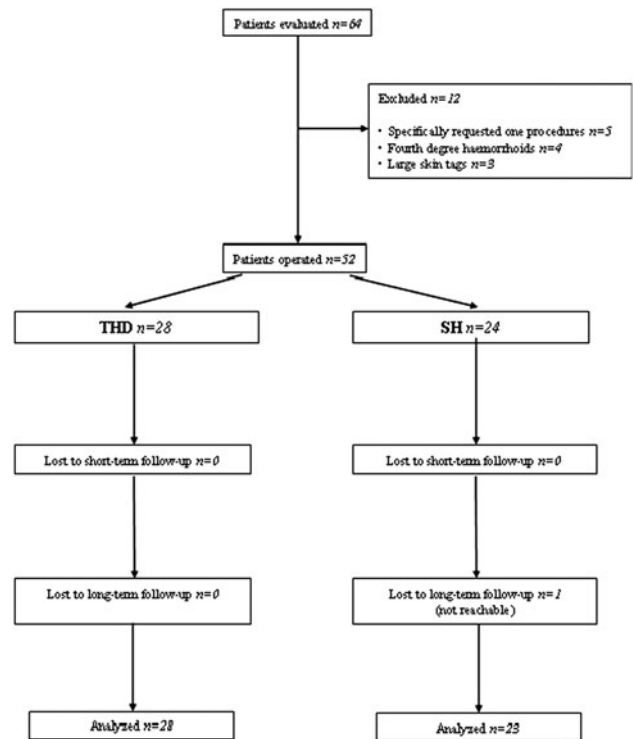 Patients evaluated n=64
Excluded n=12
• Specifically requested one procedures n=5
• Fourth degree haemorrhoids n=4
• Large skin tags n=3
Patients operated n=52
THD n=28
SH n=24
Lost to short-term follow-up n=0
Lost to short-term follow-up n=0
Lost to long-term follow-up n=0
Lost to long-term follow-up n=1
(not reachable)
Analyzed n=28
Analyzed n=23